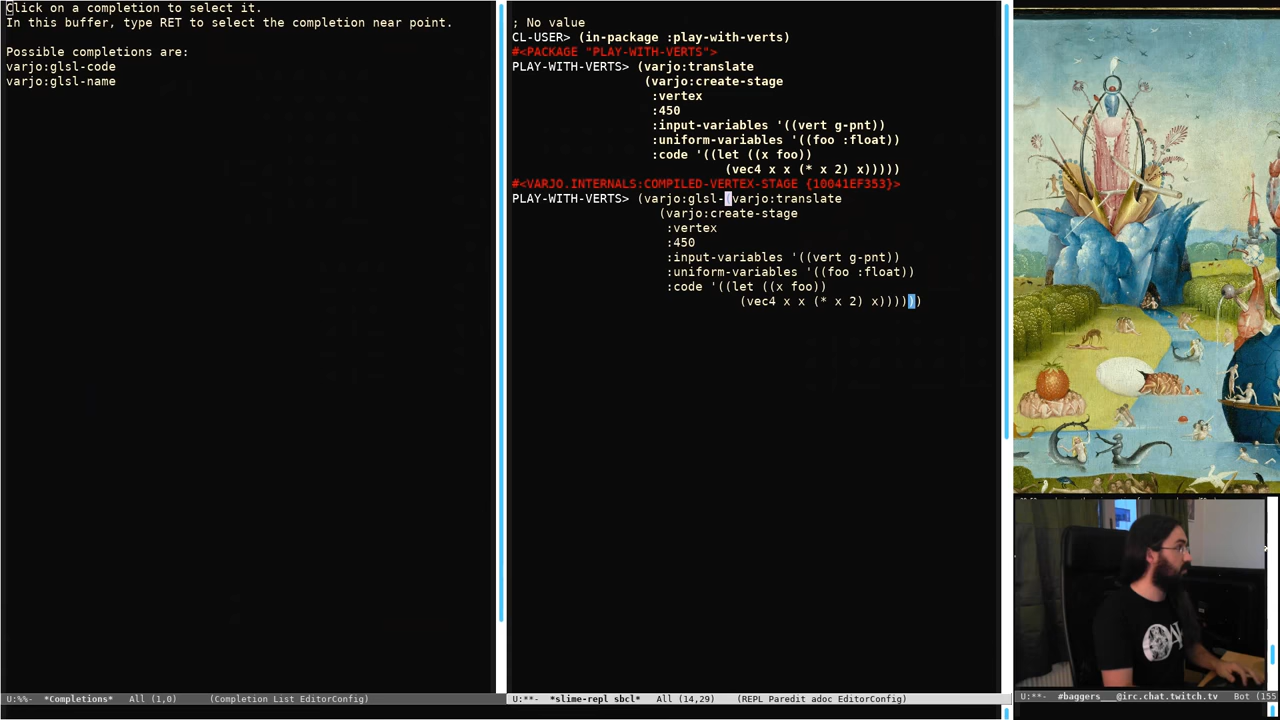 Click on a completion to select it.
In this buffer, type RET to select the completion near point.
Possible completions are:
varjo:glsl-code
varjo:glsl-name
U:%%-  *Completions*   All (1,0)     (Completion List EditorConfig)
; No value
CL-USER> (in-package :play-with-verts)
#<PACKAGE "PLAY-WITH-VERTS">
PLAY-WITH-VERTS> (varjo:translate
(varjo:create-stage
:vertex
:450
:input-variables '((vert g-pnt))
:uniform-variables '((foo :float))
:code '((let ((x foo))
(vec4 x x (* x 2) x)))))
#<VARJO.INTERNALS:COMPILED-VERTEX-STAGE {10041EF353}>
PLAY-WITH-VERTS> (varjo:glsl-(varjo:translate
(varjo:create-stage
:vertex
:450
:input-variables '((vert g-pnt))
:uniform-variables '((foo :float))
:code '((let ((x foo))
(vec4 x x (* x 2) x))))))
U:**-  *slime-repl sbcl*   All (14,29)    (REPL Paredit adoc EditorConfig)
U:**-  #baggers___@irc.chat.twitch.tv   Bot (155